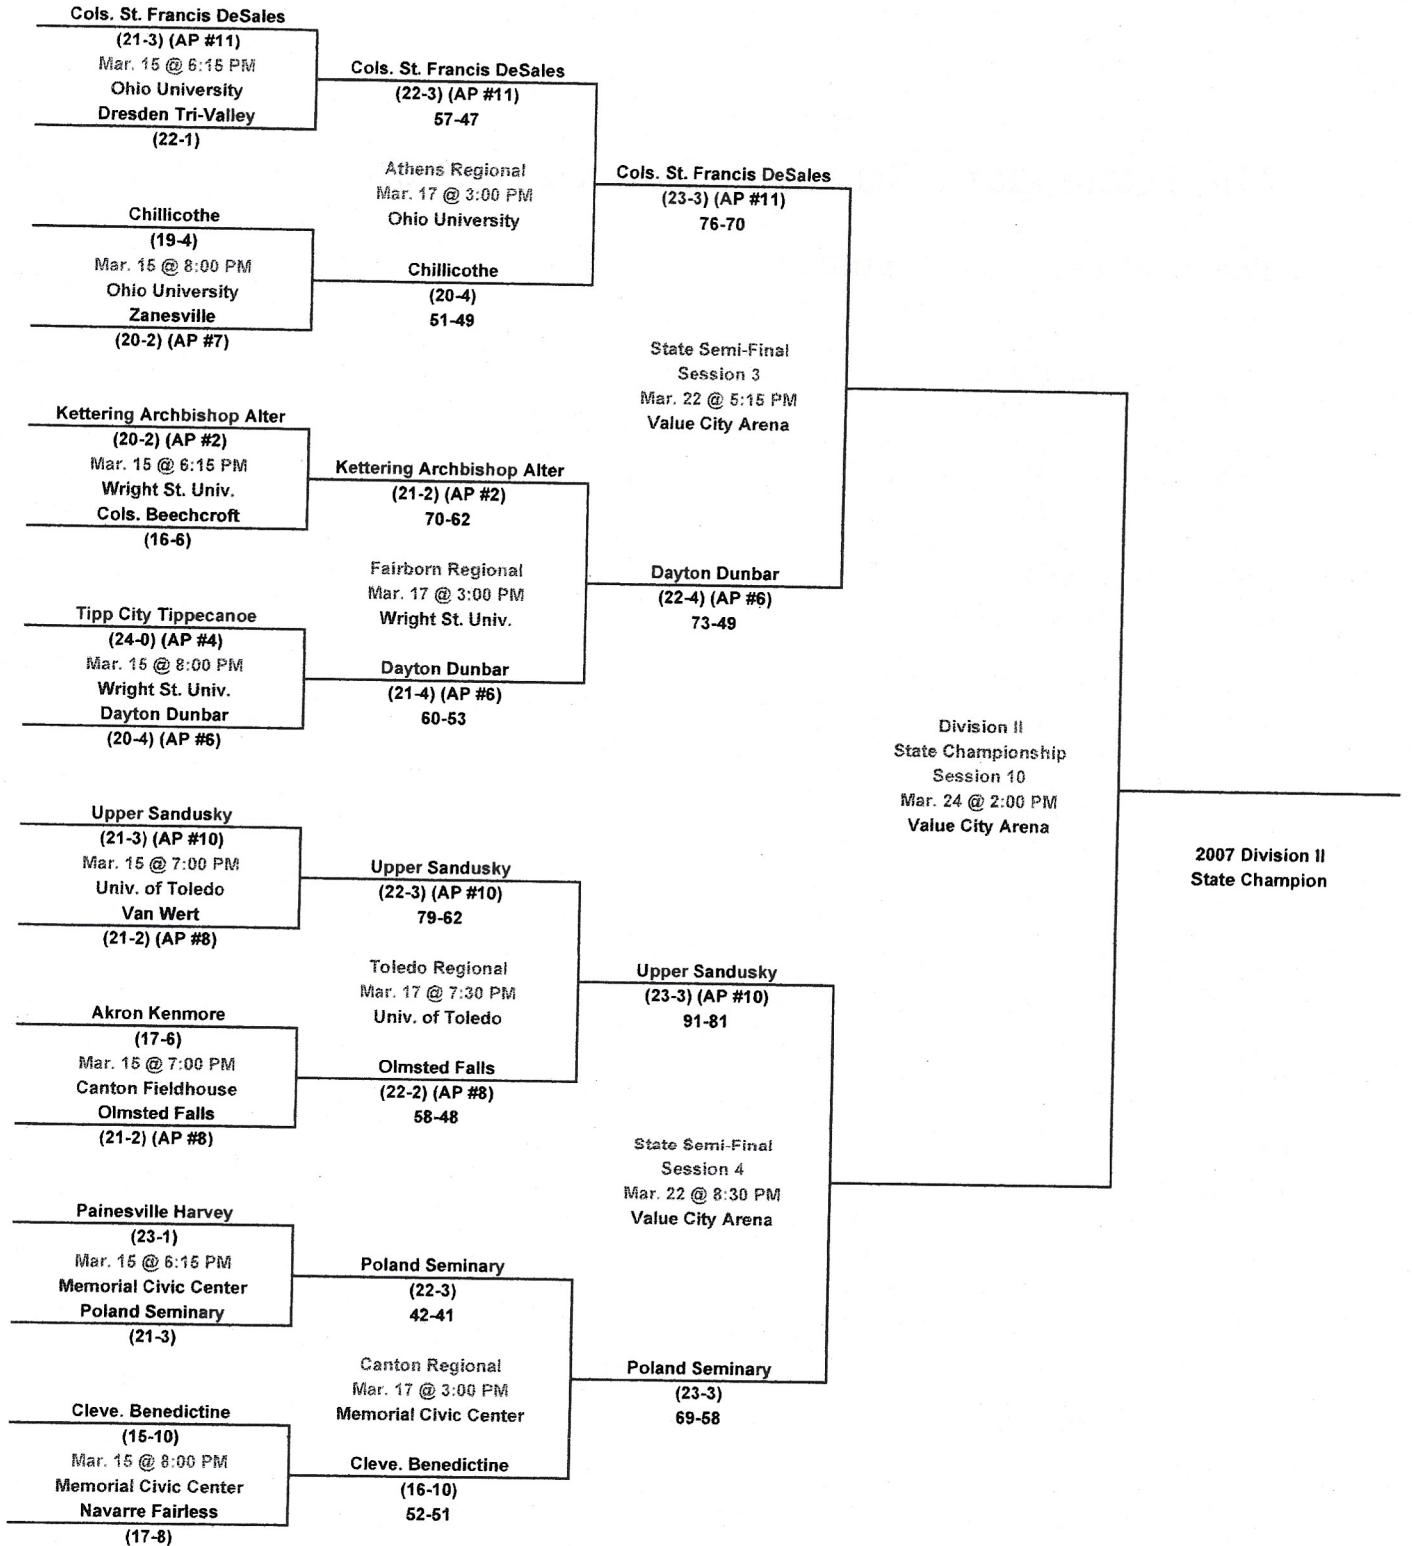 Cols. St. Francis DeSales
(21-3) (AP #11)
Mar. 15 @ 6:15 PM
Ohio University
Dresden Tri-Valley
(22-1)
Chillicothe
(19-4)
Mar. 15 @ 8:00 PM
Ohio University
Zanesville
(20-2) (AP #7)
Kettering Archbishop Alter
(20-2) (AP #2)
Mar. 15 @ 6:15 PM
Wright St. Univ.
Cols. Beechcroft
(16-6)
Tipp City Tippecanoe
(24-0) (AP #4)
Mar. 15 @ 8:00 PM
Wright St. Univ.
Dayton Dunbar
(20-4) (AP #6)
Upper Sandusky
(21-3) (AP #10)
Mar. 15 @ 7:00 PM
Univ. of Toledo
Van Wert
(21-2) (AP #8)
Akron Kenmore
(17-6)
Mar. 15 @ 7:00 PM
Canton Fieldhouse
Olmsted Falls
(21-2) (AP #8)
Painesville Harvey
(23-1)
Mar. 15 @ 6:15 PM
Memorial Civic Center
Poland Seminary
(21-3)
Cleve. Benedictine
(15-10)
Mar. 15 @ 8:00 PM
Memorial Civic Center
Navarre Fairless
(17-8)
Cols. St. Francis DeSales
(22-3) (AP #11)
57-47
Athens Regional
Mar. 17 @ 3:00 PM
Ohio University
Chillicothe
(20-4)
51-49
Kettering Archbishop Alter
(21-2) (AP #2)
70-62
Fairborn Regional
Mar. 17 @ 3:00 PM
Wright St. Univ.
Dayton Dunbar
(21-4) (AP #6)
60-53
Upper Sandusky
(22-3) (AP #10)
79-62
Toledo Regional
Mar. 17 @ 7:30 PM
Univ. of Toledo
Olmsted Falls
(22-2) (AP #8)
58-48
Poland Seminary
(22-3)
42-41
Canton Regional
Mar. 17 @ 3:00 PM
Memorial Civic Center
Cleve. Benedictine
(16-10)
52-51
Cols. St. Francis DeSales
(23-3) (AP #11)
76-70
State Semi-Final
Session 3
Mar. 22 @ 5:15 PM
Value City Arena
Dayton Dunbar
(22-4) (AP #6)
73-49
Upper Sandusky
(23-3) (AP #10)
91-81
State Semi-Final
Session 4
Mar. 22 @ 8:30 PM
Value City Arena
Poland Seminary
(23-3)
69-58
Division II
State Championship
Session 10
Mar. 24 @ 2:00 PM
Value City Arena
2007 Division II
State Champion